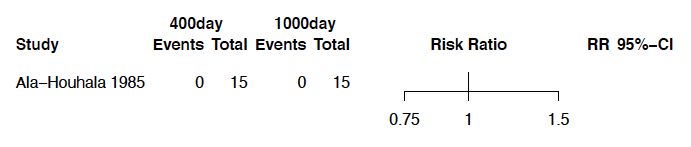 400day 1000day
Study Events Total Events Total Risk Ratio RR 95%−CI
Ala−Houhala 1985 0 15 0 15
0.75 1 1.5